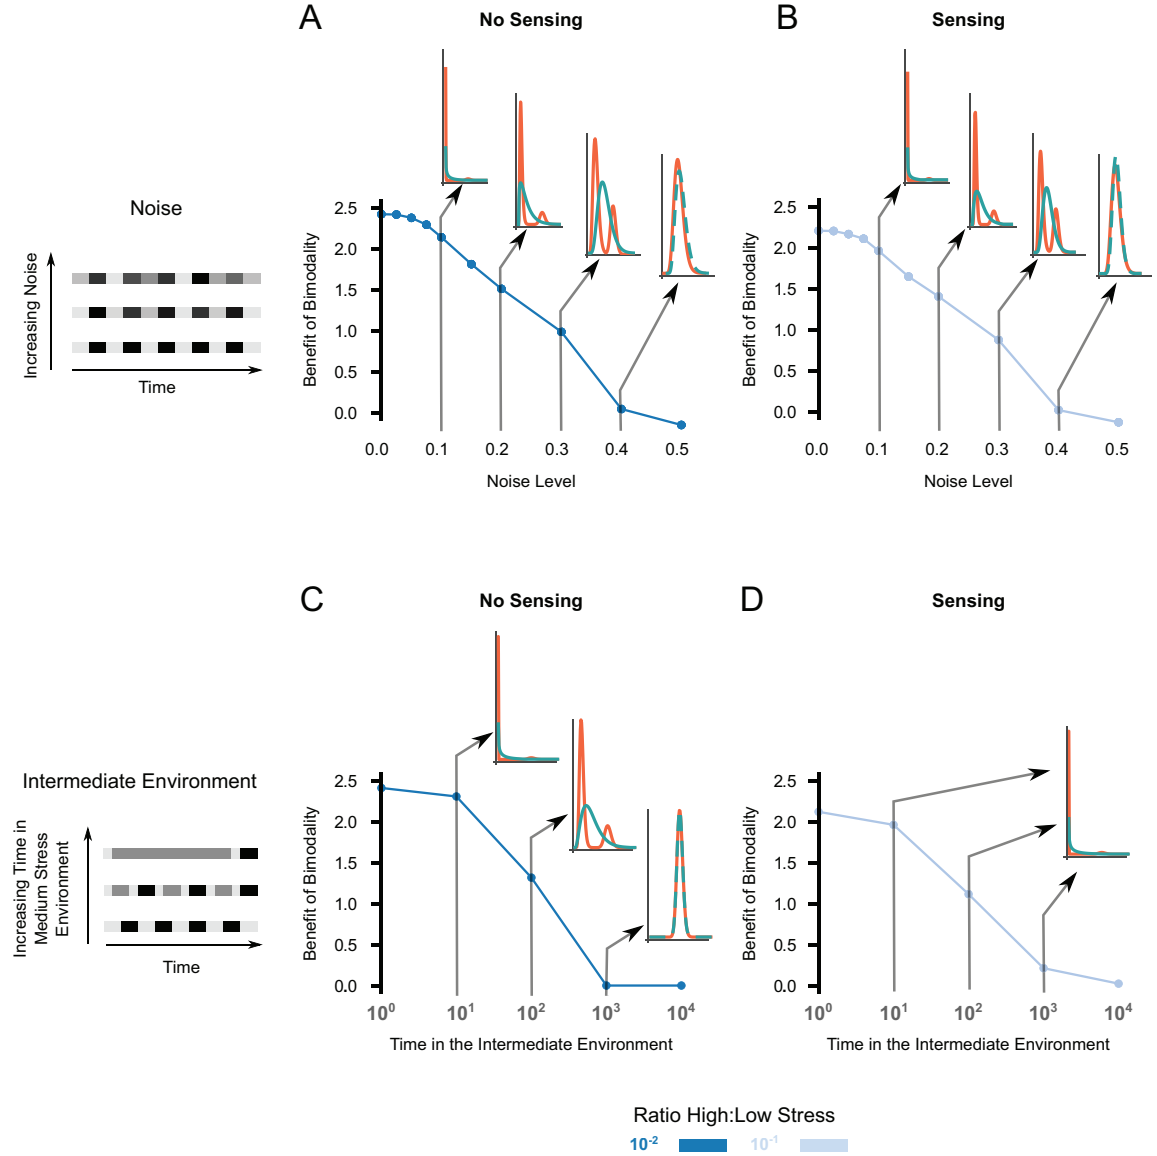 A
No Sensing
B
Sensing
Noise
Increasing Noise
Time
Benefit of Bimodality
2.5
2.0
1.5
1.0
0.5
0.0
0.0 0.1 0.2 0.3 0.4 0.5
Noise Level
Benefit of Bimodality
2.5
2.0
1.5
1.0
0.5
0.0
0.0 0.1 0.2 0.3 0.4 0.5
Noise Level
C
No Sensing
D
Sensing
Intermediate Environment
Increasing Time in
Medium Stress
Environment
Time
Benefit of Bimodality
2.5
2.0
1.5
1.0
0.5
0.0
10⁰ 10¹ 10² 10³ 10⁴
Time in the Intermediate Environment
Benefit of Bimodality
2.5
2.0
1.5
1.0
0.5
0.0
10⁰ 10¹ 10² 10³ 10⁴
Time in the Intermediate Environment
Ratio High:Low Stress
10⁻² 10⁻¹